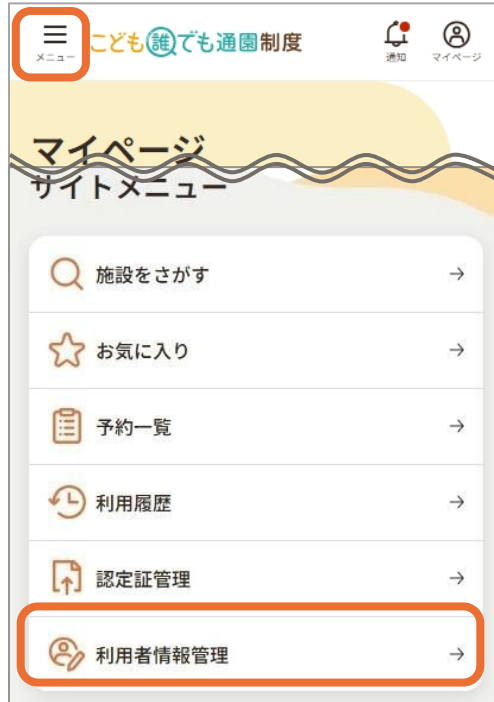 こども誰でも通園制度
メニュー
通知
マイページ
マイページ
サイトメニュー
施設をさがす
お気に入り
予約一覧
利用履歴
認定証管理
利用者情報管理